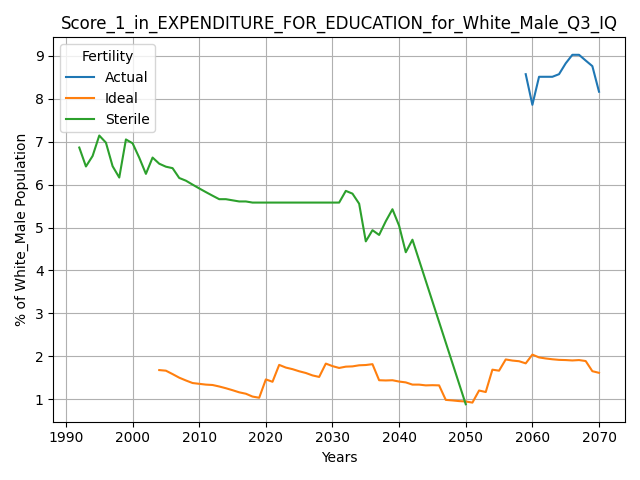 Score_1_in_EXPENDITURE_FOR_EDUCATION_for_White_Male_Q3_IQ
Fertility
Actual
Ideal
Sterile
% of White_Male Population
9
8
7
6
5
4
3
2
1
1990 2000 2010 2020 2030 2040 2050 2060 2070
Years